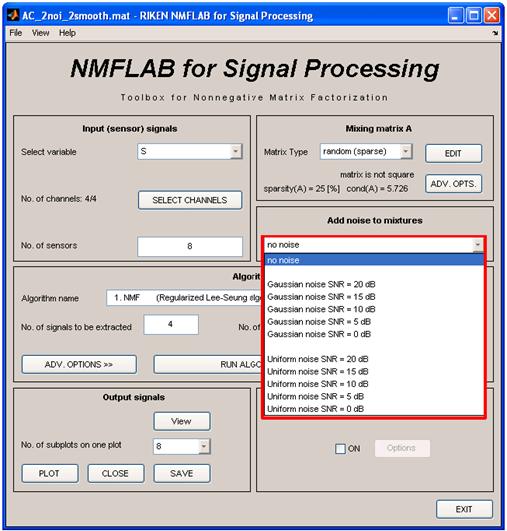 AC_2noi_2smooth.mat - RIKEN NMFLAB for Signal Processing
File View Help
NMFLAB for Signal Processing
Toolbox for Nonnegative Matrix Factorization
Input (sensor) signals
Select variable S
No. of channels: 4/4 SELECT CHANNELS
No. of sensors 8
Mixing matrix A
Matrix Type random (sparse) EDIT
matrix is not square
sparsity(A) = 25 [%] cond(A) = 5.726 ADV. OPTS.
Add noise to mixtures
no noise
no noise
Gaussian noise SNR = 20 dB
Gaussian noise SNR = 15 dB
Gaussian noise SNR = 10 dB
Gaussian noise SNR = 5 dB
Gaussian noise SNR = 0 dB
Uniform noise SNR = 20 dB
Uniform noise SNR = 15 dB
Uniform noise SNR = 10 dB
Uniform noise SNR = 5 dB
Uniform noise SNR = 0 dB
Algorit
Algorithm name 1. NMF (Regularized Lee-Seung algo
No. of signals to be extracted 4 No. of
ADV. OPTIONS >> RUN ALGO
Output signals
View
No. of subplots on one plot 8
PLOT CLOSE SAVE
ON Options
EXIT